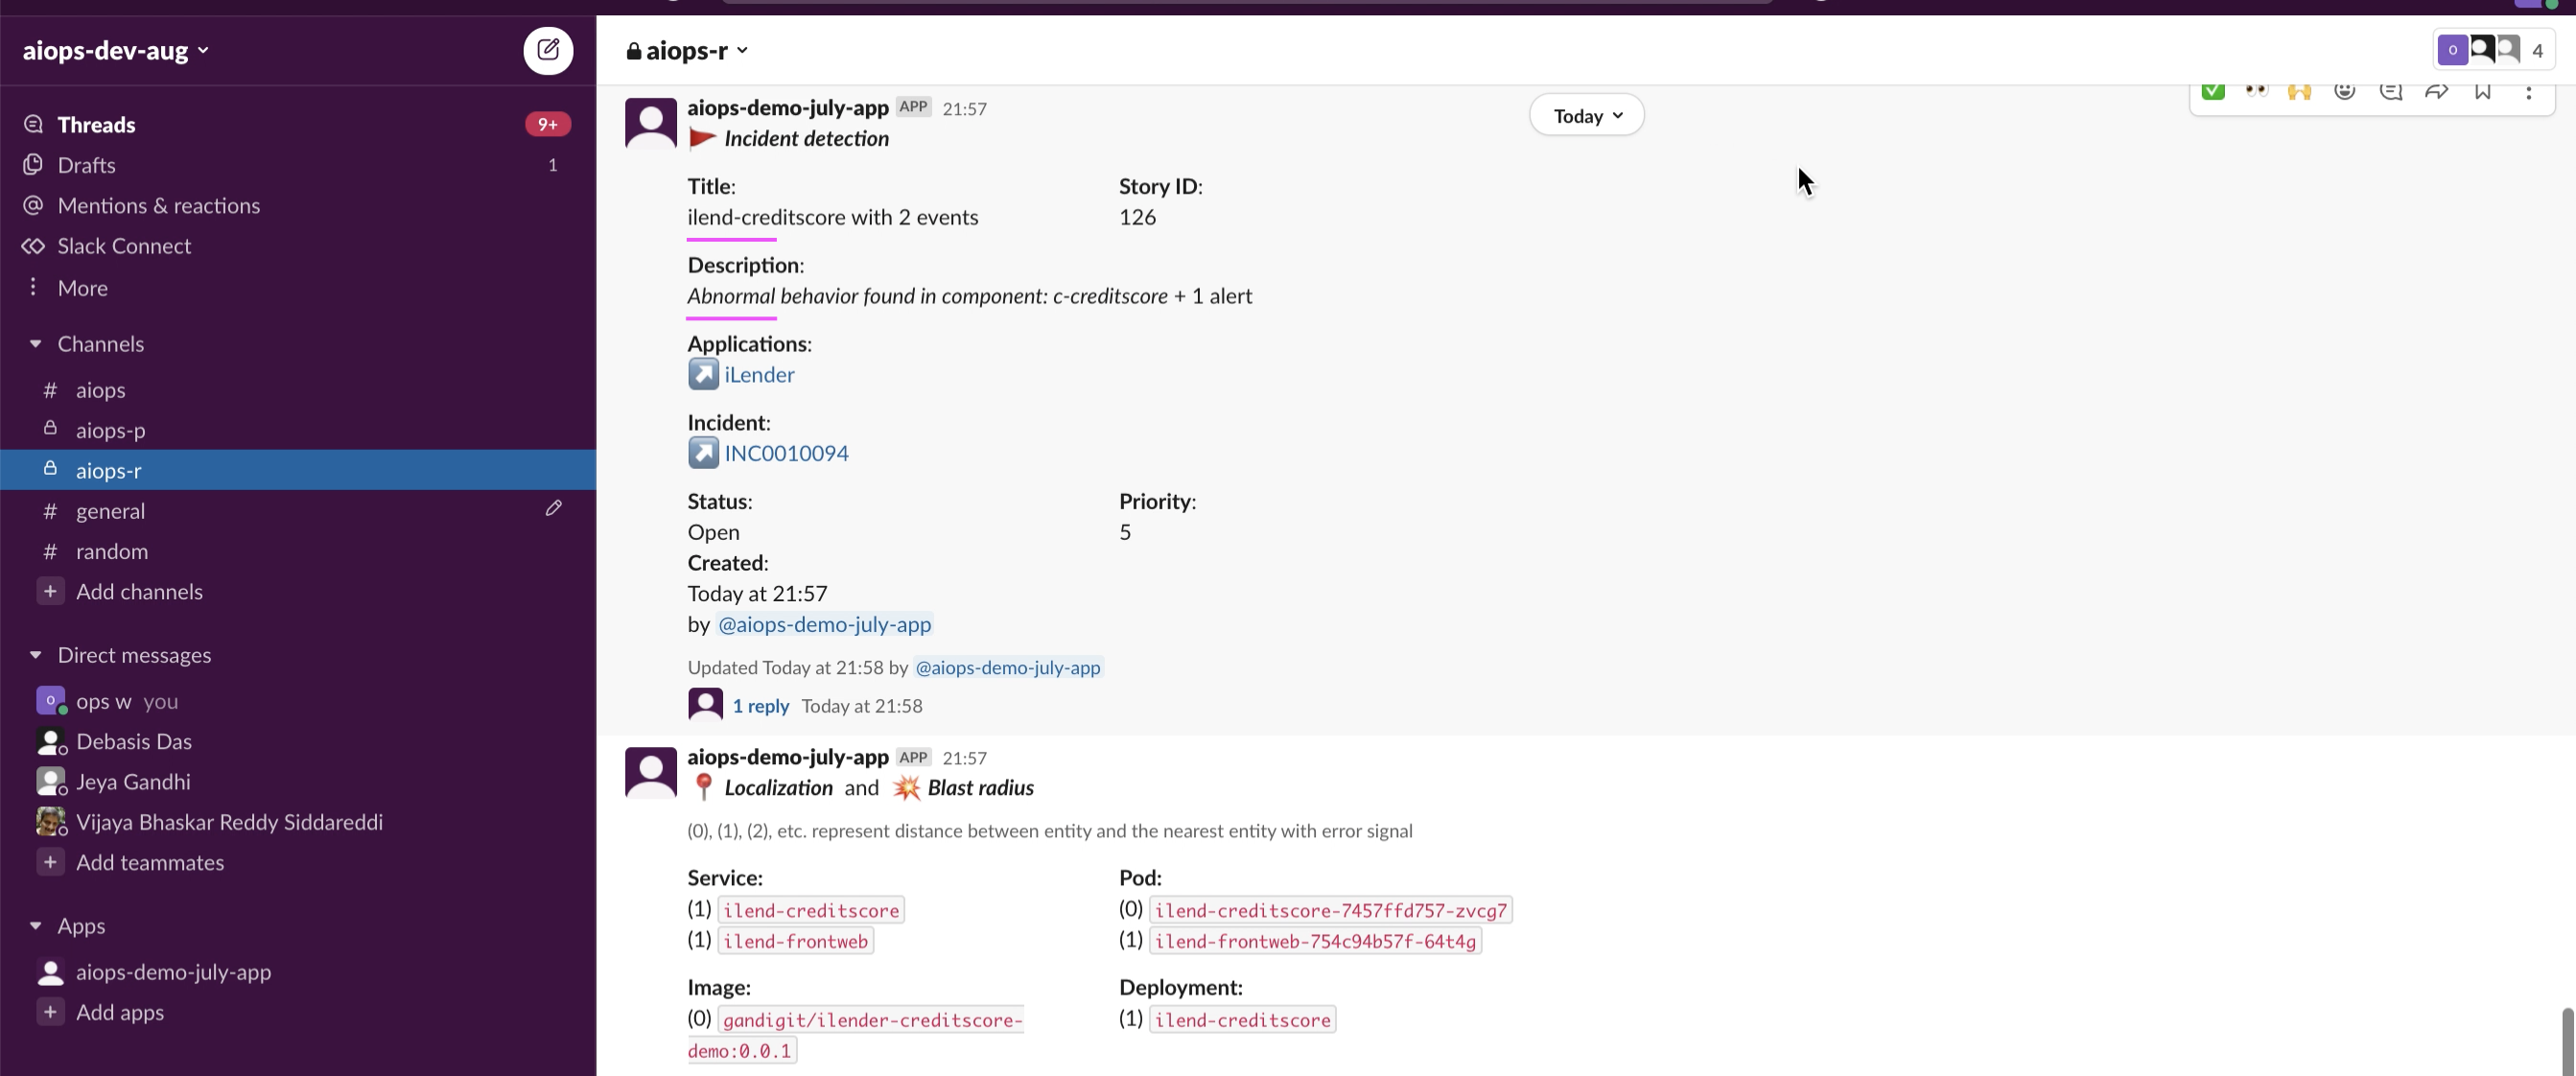 aiops-dev-aug
Threads 9+
Drafts 1
Mentions & reactions
Slack Connect
More
Channels
# aiops
aiops-p
aiops-r
# general
# random
+ Add channels
Direct messages
o ops w you
Debasis Das
Jeya Gandhi
Vijaya Bhaskar Reddy Siddareddi
+ Add teammates
Apps
aiops-demo-july-app
+ Add apps
aiops-r
o 4
Today
aiops-demo-july-app APP 21:57
Incident detection
Title: Story ID:
ilend-creditscore with 2 events 126
Description:
Abnormal behavior found in component: c-creditscore + 1 alert
Applications:
iLender
Incident:
INC0010094
Status: Priority:
Open 5
Created:
Today at 21:57
by @aiops-demo-july-app
Updated Today at 21:58 by @aiops-demo-july-app
1 reply Today at 21:58
aiops-demo-july-app APP 21:57
Localization and Blast radius
(0), (1), (2), etc. represent distance between entity and the nearest entity with error signal
Service: Pod:
(1) ilend-creditscore (0) ilend-creditscore-7457ffd757-zvcg7
(1) ilend-frontweb (1) ilend-frontweb-754c94b57f-64t4g
Image: Deployment:
(0) gandigit/ilender-creditscore- (1) ilend-creditscore
demo:0.0.1